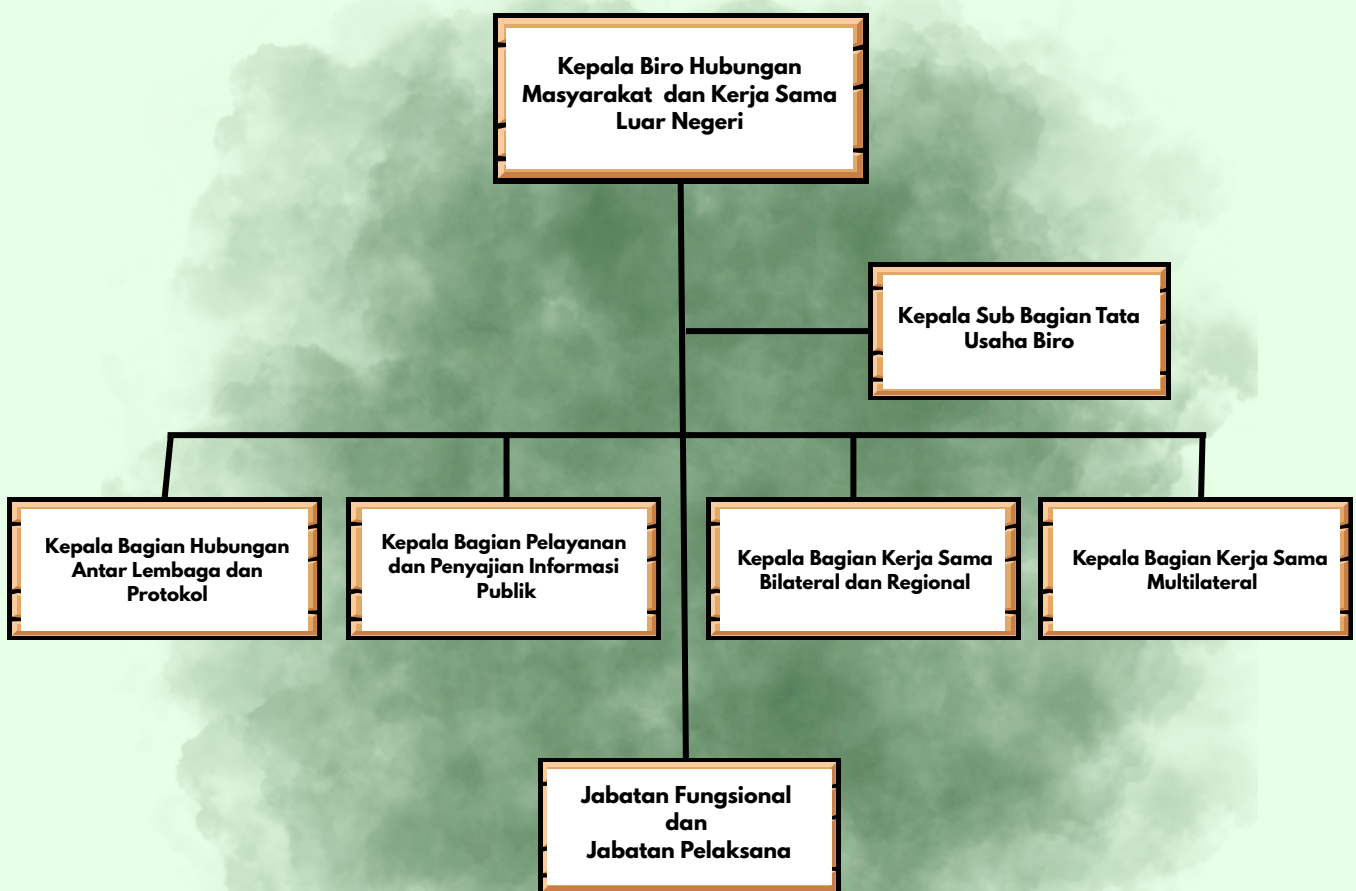 Kepala Biro Hubungan
Masyarakat dan Kerja Sama
Luar Negeri
Kepala Sub Bagian Tata
Usaha Biro
Kepala Bagian Hubungan
Antar Lembaga dan
Protokol
Kepala Bagian Pelayanan
dan Penyajian Informasi
Publik
Kepala Bagian Kerja Sama
Bilateral dan Regional
Kepala Bagian Kerja Sama
Multilateral
Jabatan Fungsional
dan
Jabatan Pelaksana